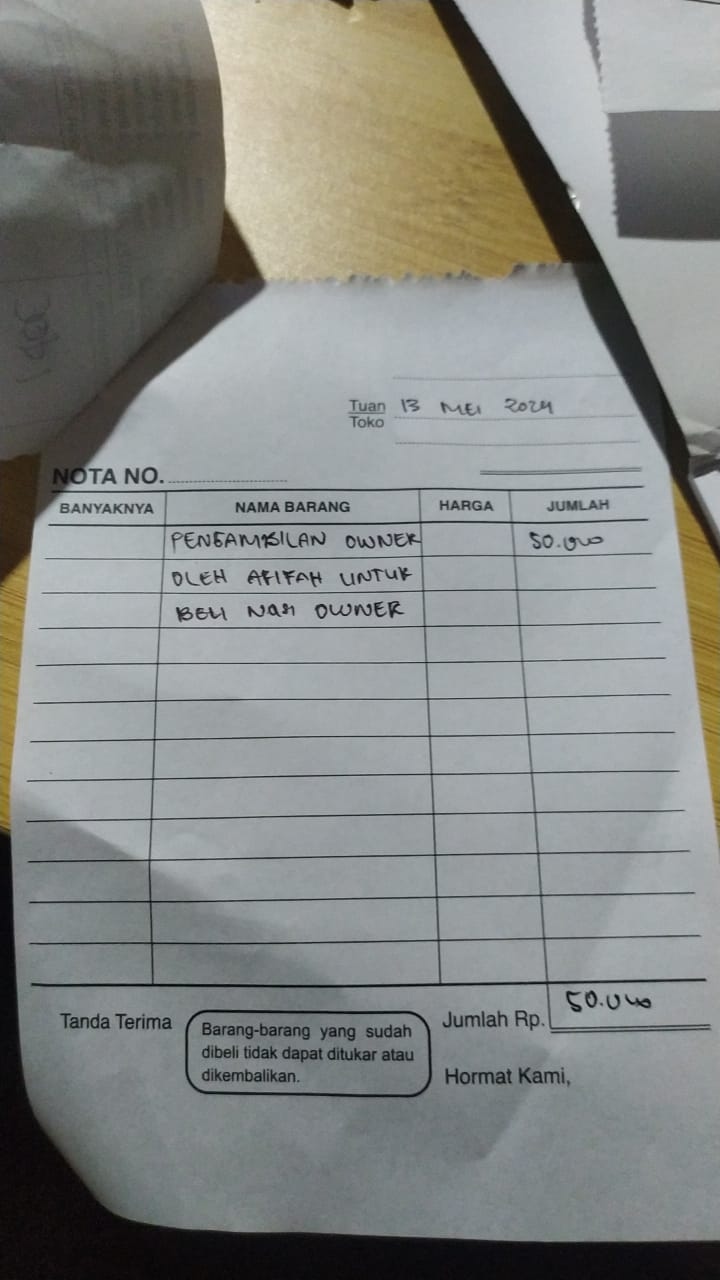 Tuan 13 MEI 2024
Toko
NOTA NO.
BANYAKNYA NAMA BARANG HARGA JUMLAH
PENGAMBILAN OWNER 50.000
OLEH AFIFAH UNTUK
BELI NASI OWNER
Tanda Terima
Barang-barang yang sudah
dibeli tidak dapat ditukar atau
dikembalikan.
Jumlah Rp. 50.000
Hormat Kami,